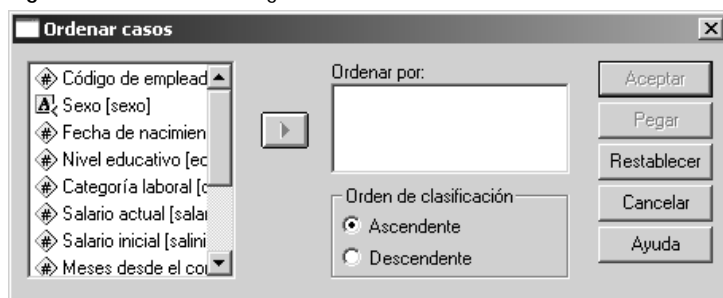 Ordenar casos
Código de emplead
Sexo [sexo]
Fecha de nacimien
Nivel educativo [ec
Categoría laboral [c
Salario actual [salar
Salario inicial [salini
Meses desde el co
Ordenar por:
Orden de clasificación
Ascendente
Descendente
Aceptar
Pegar
Restablecer
Cancelar
Ayuda